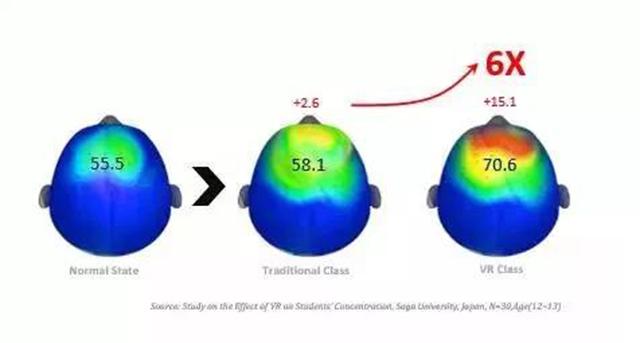 6X
+2.6
+15.1
55.5
58.1
70.6
Normal State
Traditional Class
VR Class
Source: Study on the Effect of VR on Students' Concentration, Saga University, Japan, N=30,Age(12~13)